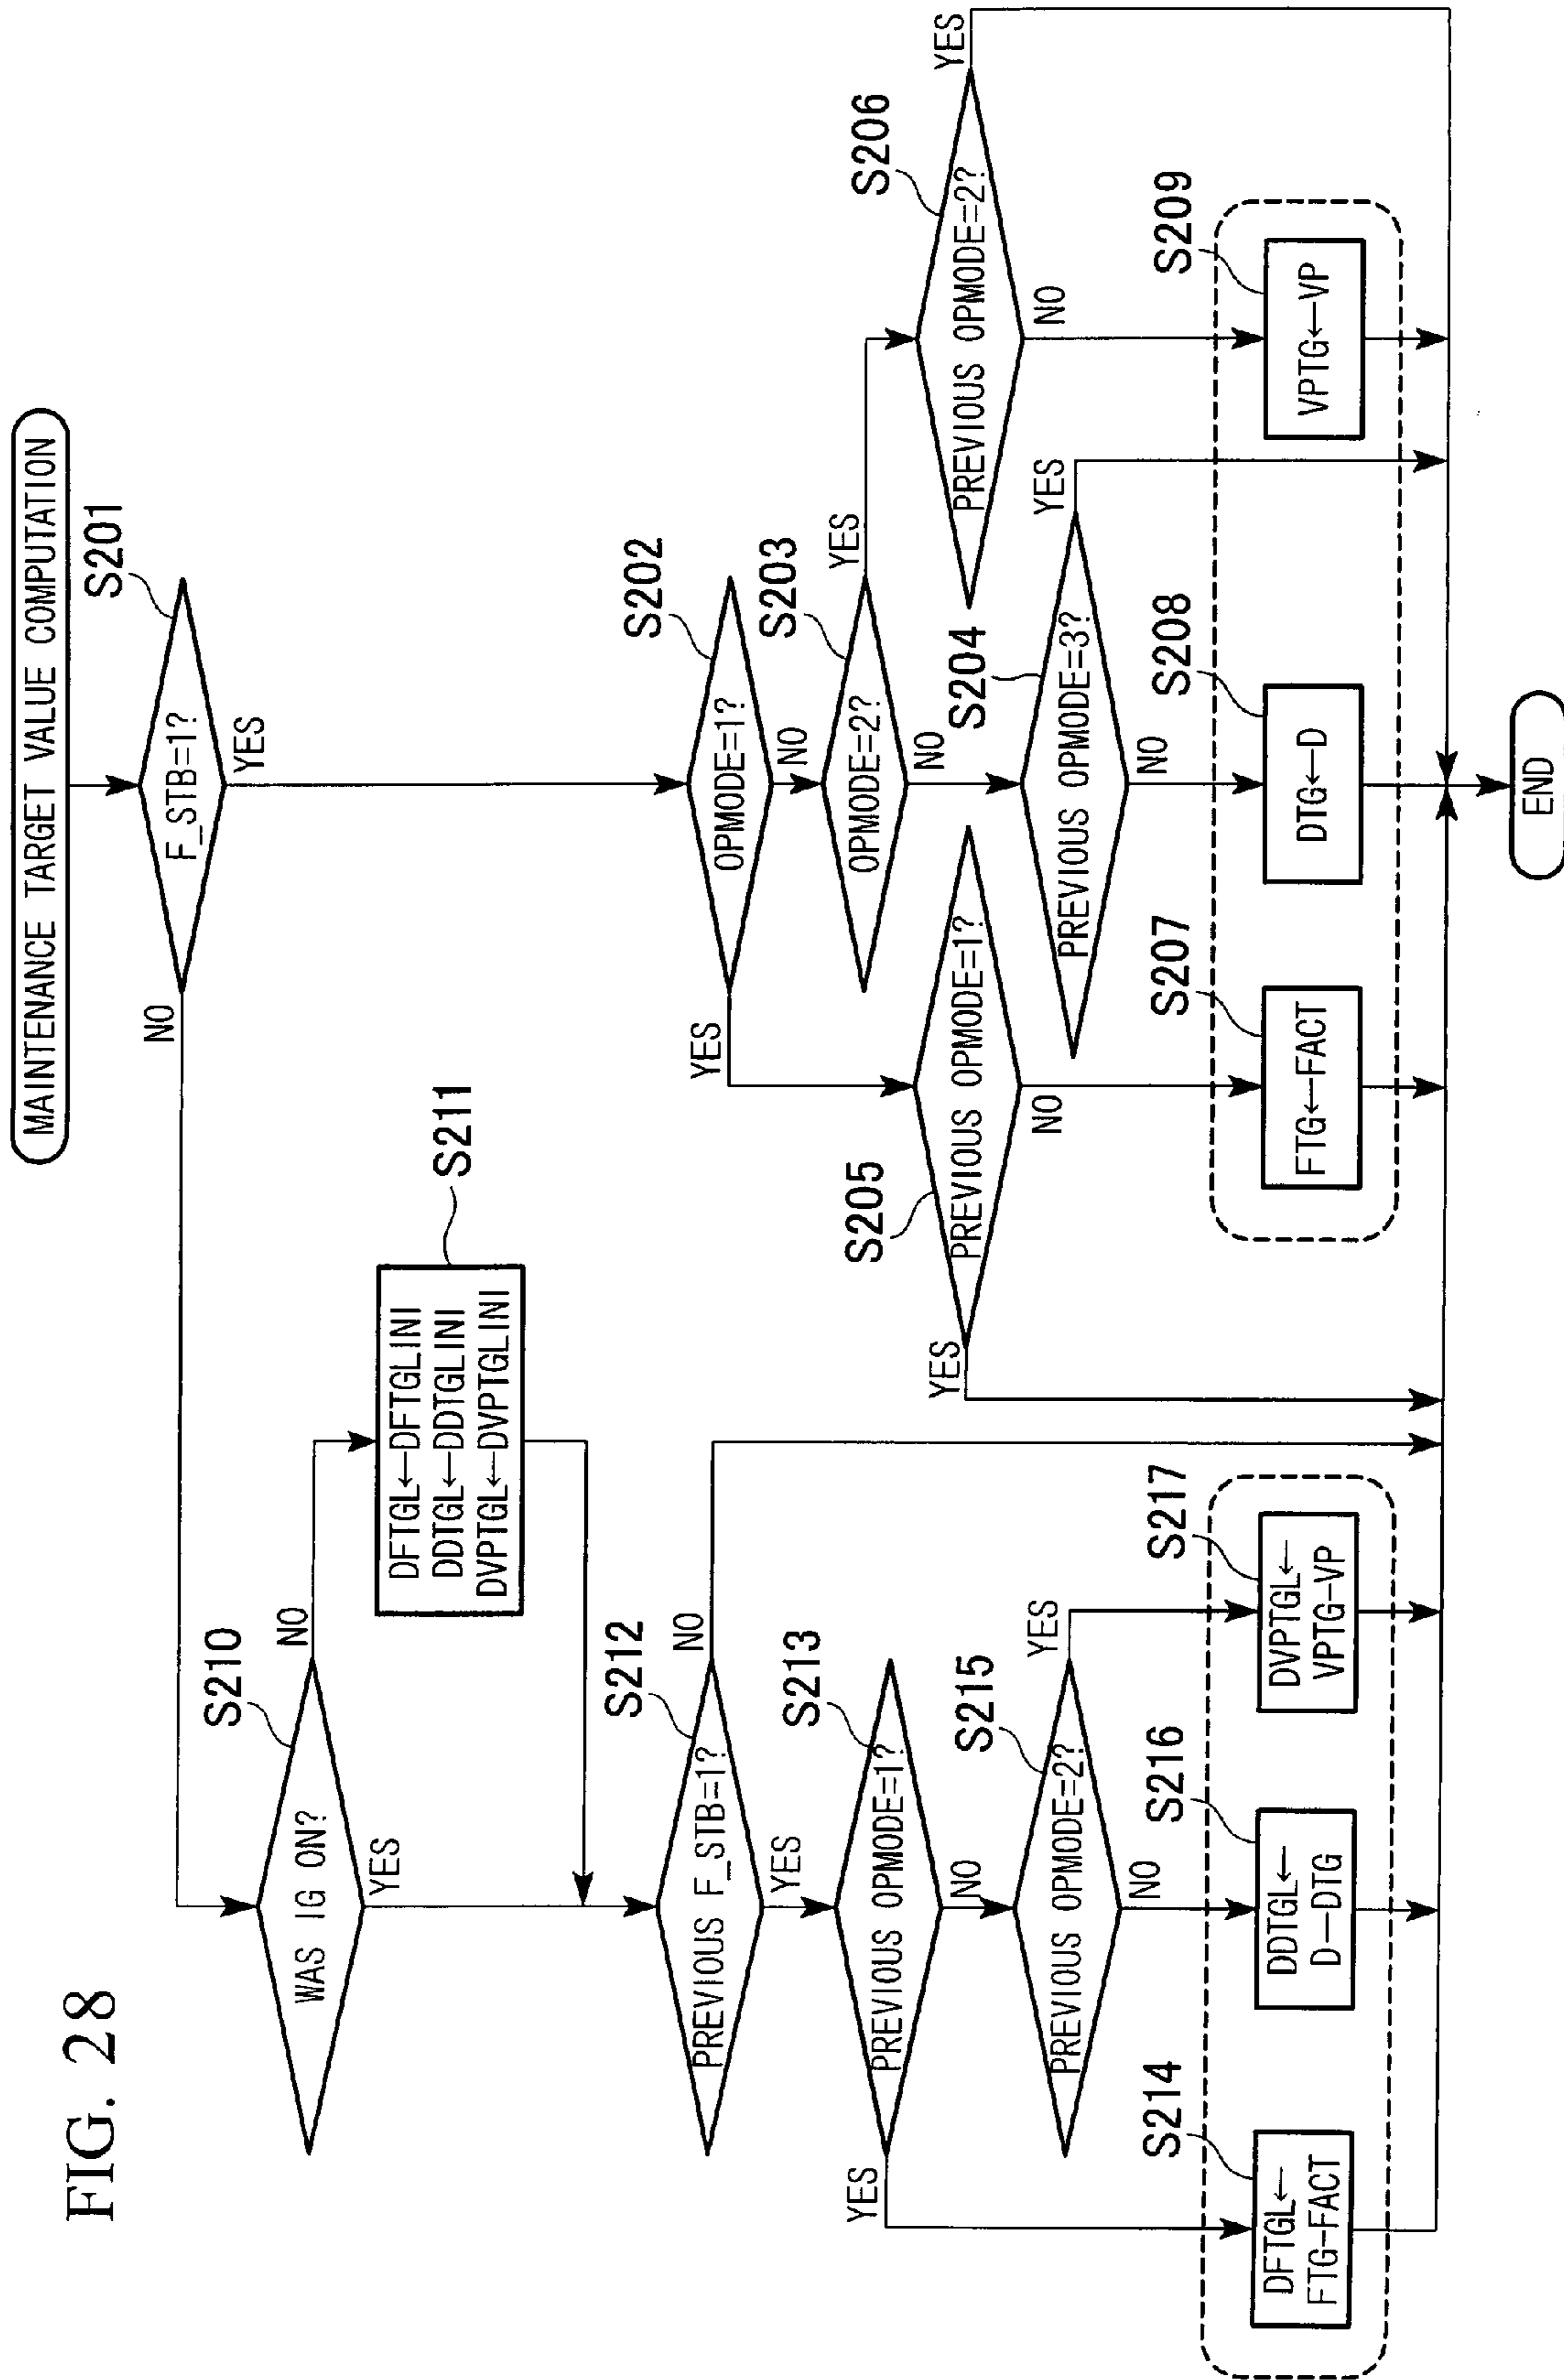 FIG. 28
MAINTENANCE TARGET VALUE COMPUTATION
S201
F_STB=1?
NO
YES
S210
WAS IG ON?
NO
YES
S211
DFTGL←DFTGLINI
DDTGL←DDTGLINI
DVPTGL←DVPTGLINI
S212
PREVIOUS F_STB=1?
NO
YES
S213
PREVIOUS OPMODE=1?
YES
NO
S215
PREVIOUS OPMODE=2?
YES
NO
S214
DFTGL←
FTG-FACT
S216
DDTGL←
D-DTG
S217
DVPTGL←
VPTG-VP
S202
OPMODE=1?
YES
NO
S203
OPMODE=2?
YES
NO
S205
PREVIOUS OPMODE=1?
YES
NO
S204
PREVIOUS OPMODE=3?
YES
NO
S206
PREVIOUS OPMODE=2?
YES
NO
S207
FTG←FACT
S208
DTG←D
S209
VPTG←VP
END